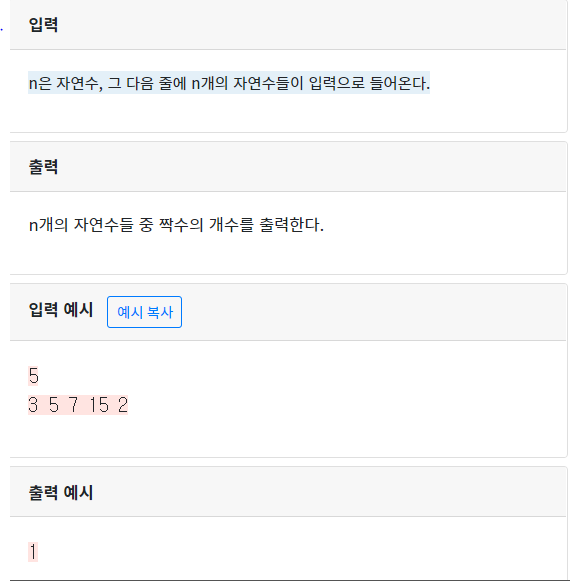 입력
n은 자연수, 그 다음 줄에 n개의 자연수들이 입력으로 들어온다.
출력
n개의 자연수들 중 짝수의 개수를 출력한다.
입력 예시 예시 복사
5
3 5 7 15 2
출력 예시
1